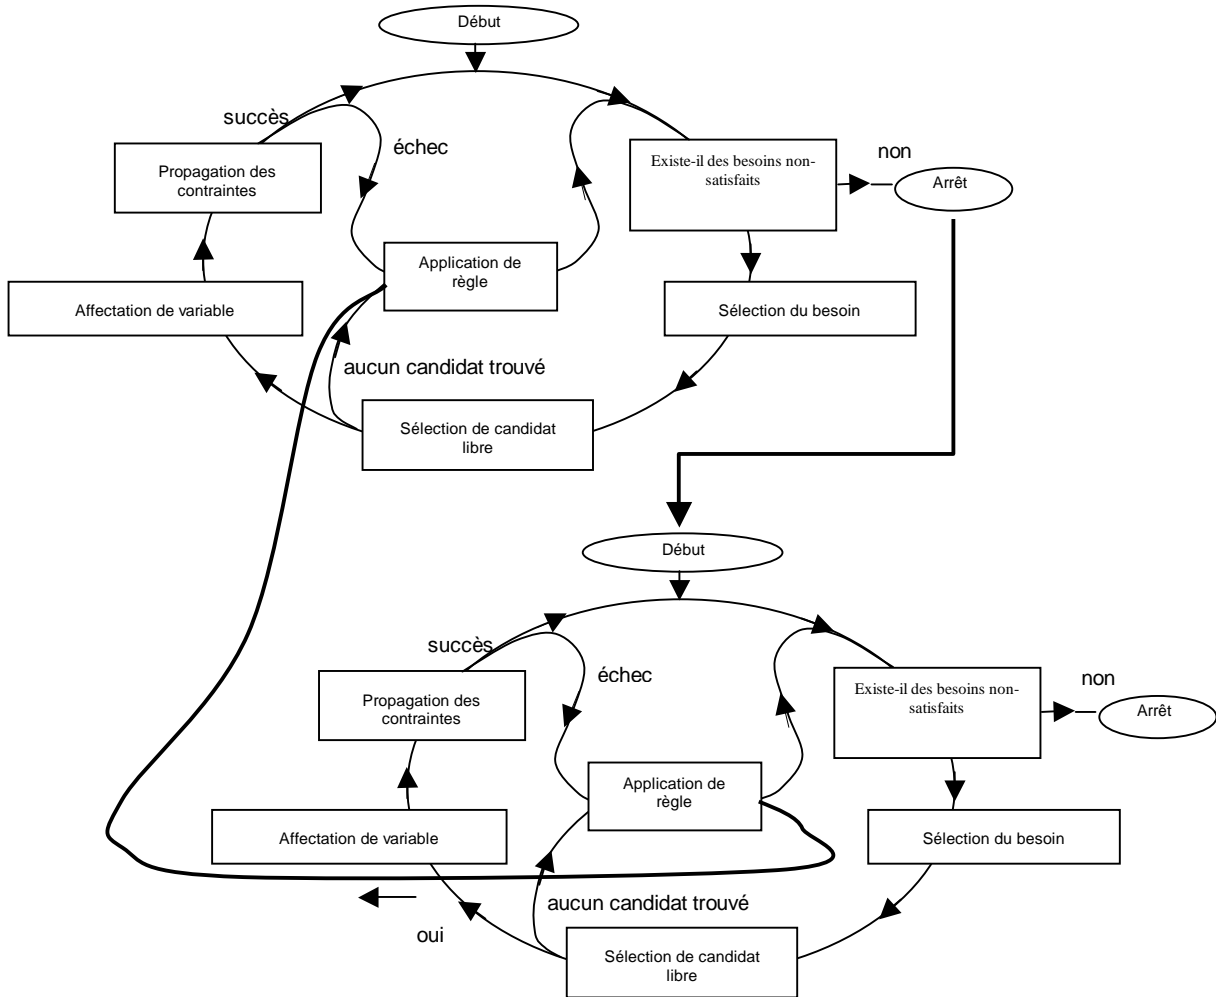 Début
succès
échec
non
Propagation des
contraintes
Existe-il des besoins non-
satisfaits
Arrêt
Application de
règle
Affectation de variable
Sélection du besoin
aucun candidat trouvé
Sélection de candidat
libre
Début
succès
échec
non
Propagation des
contraintes
Existe-il des besoins non-
satisfaits
Arrêt
Application de
règle
Affectation de variable
Sélection du besoin
aucun candidat trouvé
oui
Sélection de candidat
libre